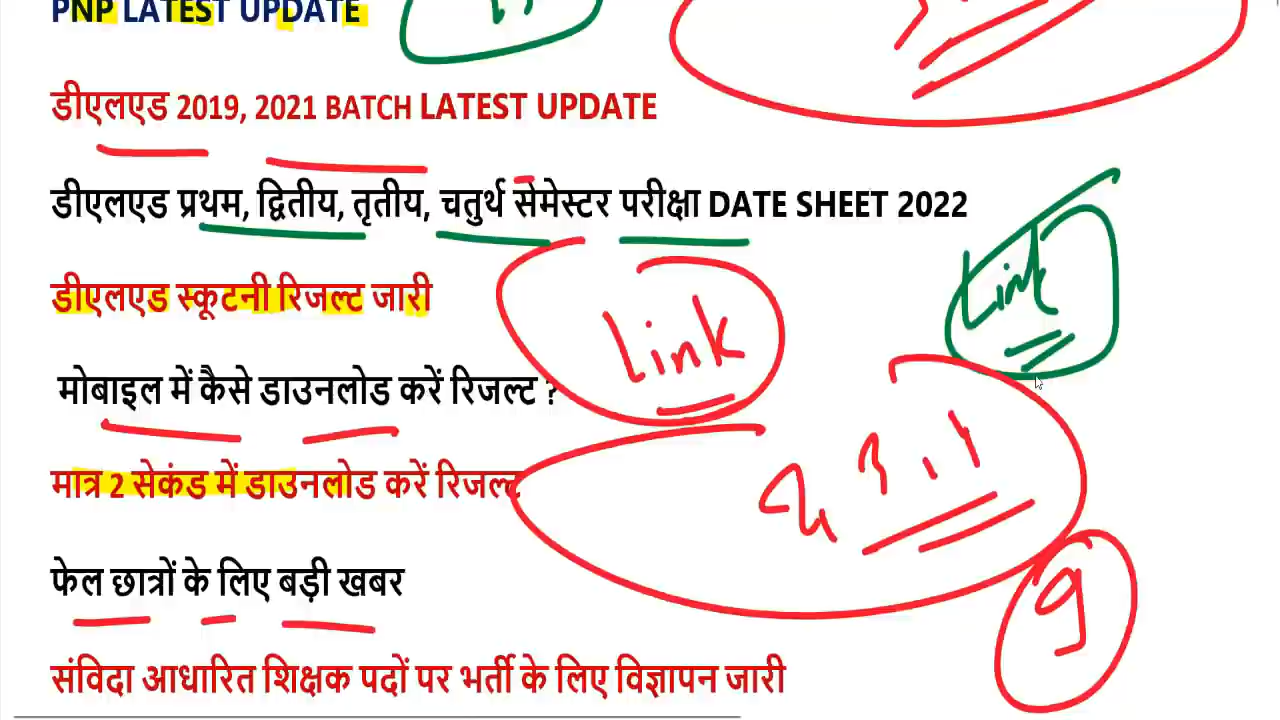 PNP LATEST UPDATE
डीएलएड 2019, 2021 BATCH LATEST UPDATE
डीएलएड प्रथम, द्वितीय, तृतीय, चतुर्थ सेमेस्टर परीक्षा DATE SHEET 2022
डीएलएड स्कूटनी रिजल्ट जारी
Link
Link
मोबाइल में कैसे डाउनलोड करें रिजल्ट ?
मात्र 2 सेकंड में डाउनलोड करें रिजल्ट
फेल छात्रों के लिए बड़ी खबर
संविदा आधारित शिक्षक पदों पर भर्ती के लिए विज्ञापन जारी